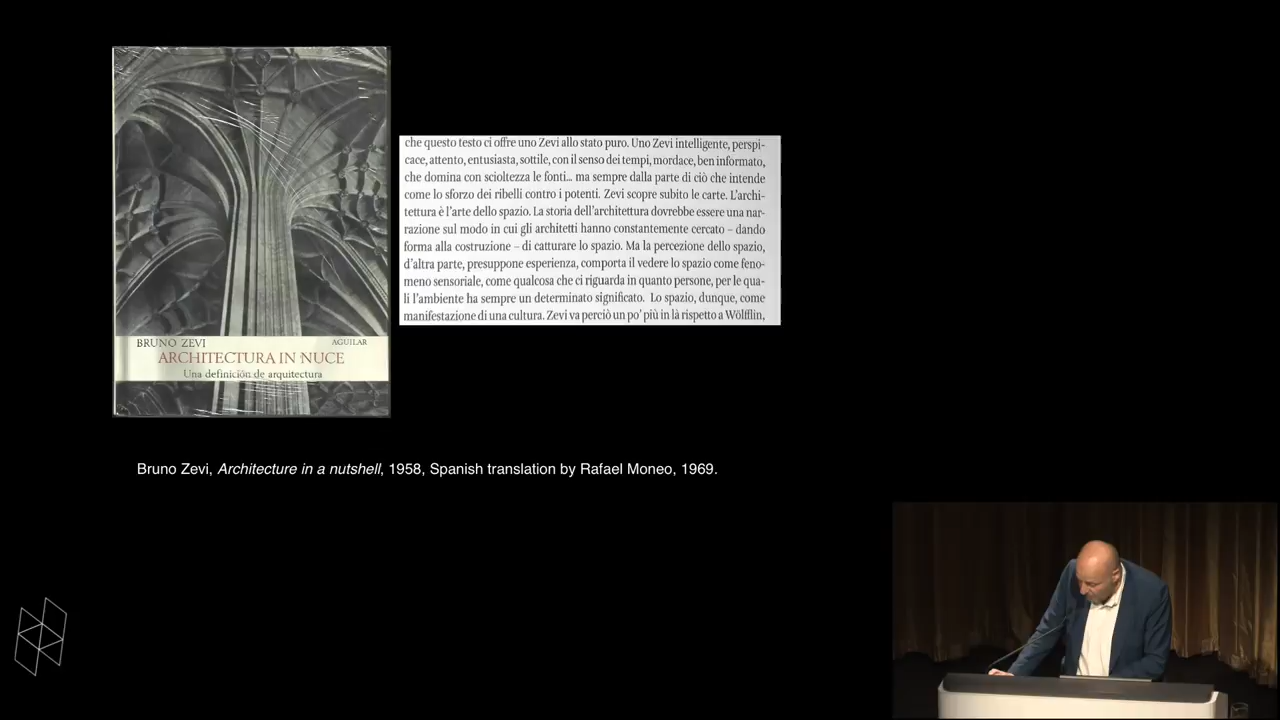 BRUNO ZEVI
AGUILAR
ARCHITECTURA IN NUCE
Una definición de arquitectura
che questo testo ci offre uno Zevi allo stato puro. Uno Zevi intelligente, perspi-
cace, attento, entusiasta, sottile, con il senso dei tempi, mordace, ben informato,
che domina con scioltezza le fonti... ma sempre dalla parte di ciò che intende
come lo sforzo dei ribelli contro i potenti. Zevi scopre subito le carte. L'archi-
tettura è l'arte dello spazio. La storia dell'architettura dovrebbe essere una nar-
razione sul modo in cui gli architetti hanno constantemente cercato – dando
forma alla costruzione – di catturare lo spazio. Ma la percezione dello spazio,
d'altra parte, presuppone esperienza, comporta il vedere lo spazio come feno-
meno sensoriale, come qualcosa che ci riguarda in quanto persone, per le qua-
li l'ambiente ha sempre un determinato significato. Lo spazio, dunque, come
manifestazione di una cultura. Zevi va perciò un po' più in là rispetto a Wölfflin,
Bruno Zevi, Architecture in a nutshell, 1958, Spanish translation by Rafael Moneo, 1969.